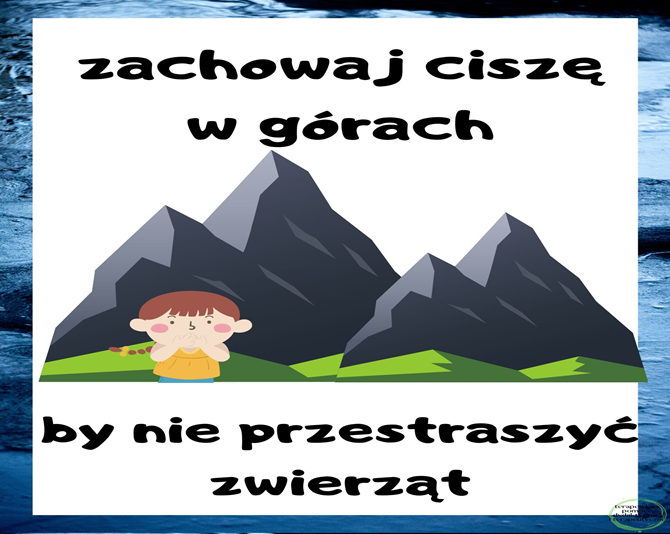 zachowaj ciszę
w górach
by nie przestraszyć
zwierząt